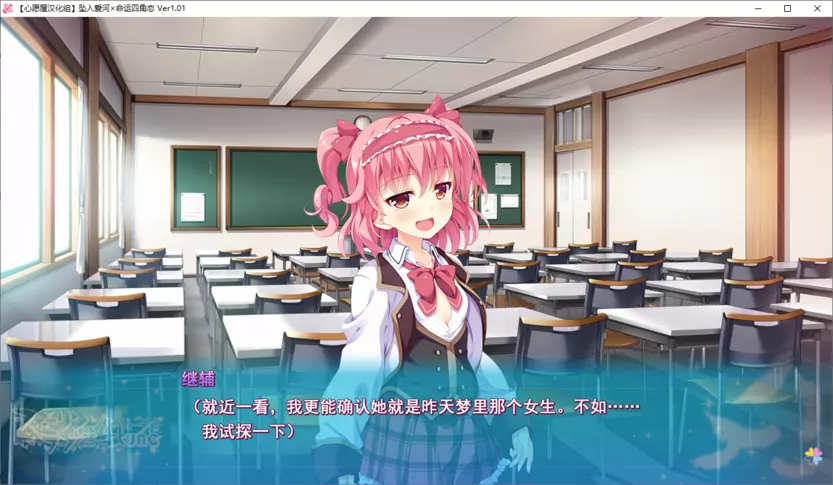 【心愿屋汉化组】坠入爱河×命运四角恋 Ver1.01
继辅
（就近一看，我更能确认她就是昨天梦里那个女生。不如……
我试探一下）